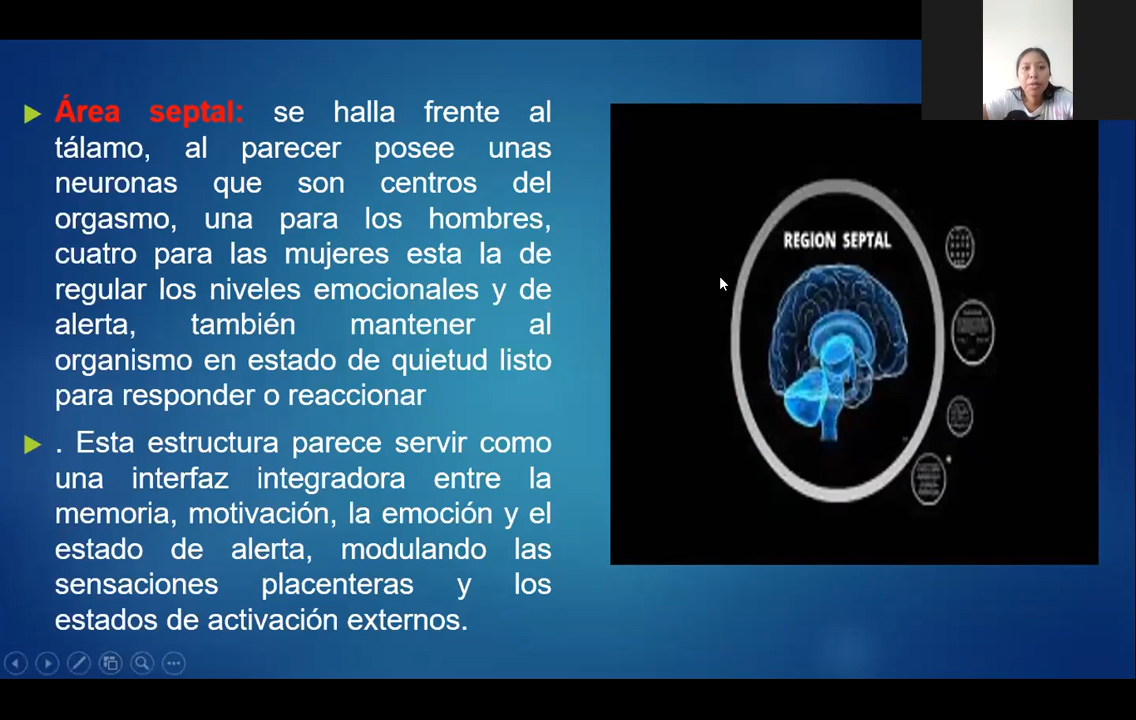 Área septal: se halla frente al
tálamo, al parecer posee unas
neuronas que son centros del
orgasmo, una para los hombres,
cuatro para las mujeres esta la de
regular los niveles emocionales y de
alerta, también mantener al
organismo en estado de quietud listo
para responder o reaccionar
. Esta estructura parece servir como
una interfaz integradora entre la
memoria, motivación, la emoción y el
estado de alerta, modulando las
sensaciones placenteras y los
estados de activación externos.
REGION SEPTAL